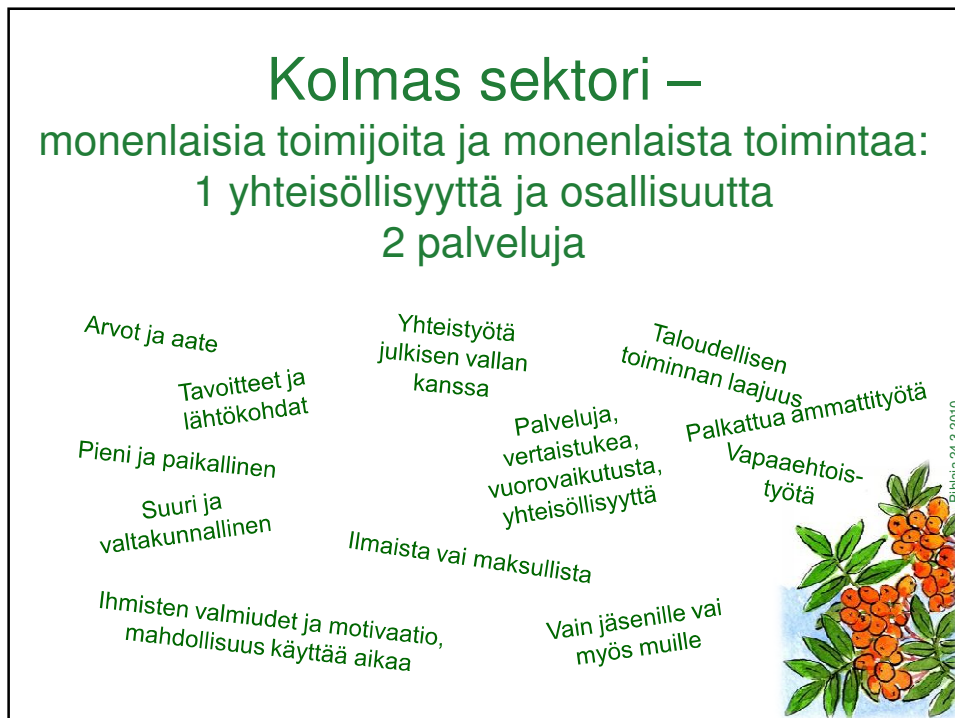 Kolmas sektori –
monenlaisia toimijoita ja monenlaista toimintaa:
1 yhteisöllisyyttä ja osallisuutta
2 palveluja
Arvot ja aate
Yhteistyötä
julkisen vallan
kanssa
Taloudellisen
toiminnan laajuus
Tavoitteet ja
lähtökohdat
Palveluja,
vertaistukea,
vuorovaikutusta,
yhteisöllisyyttä
Palkattua ammattityötä
Pieni ja paikallinen
Vapaaehtois-
työtä
Suuri ja
valtakunnallinen
Ilmaista vai maksullista
Ihmisten valmiudet ja motivaatio,
mahdollisuus käyttää aikaa
Vain jäsenille vai
myös muille